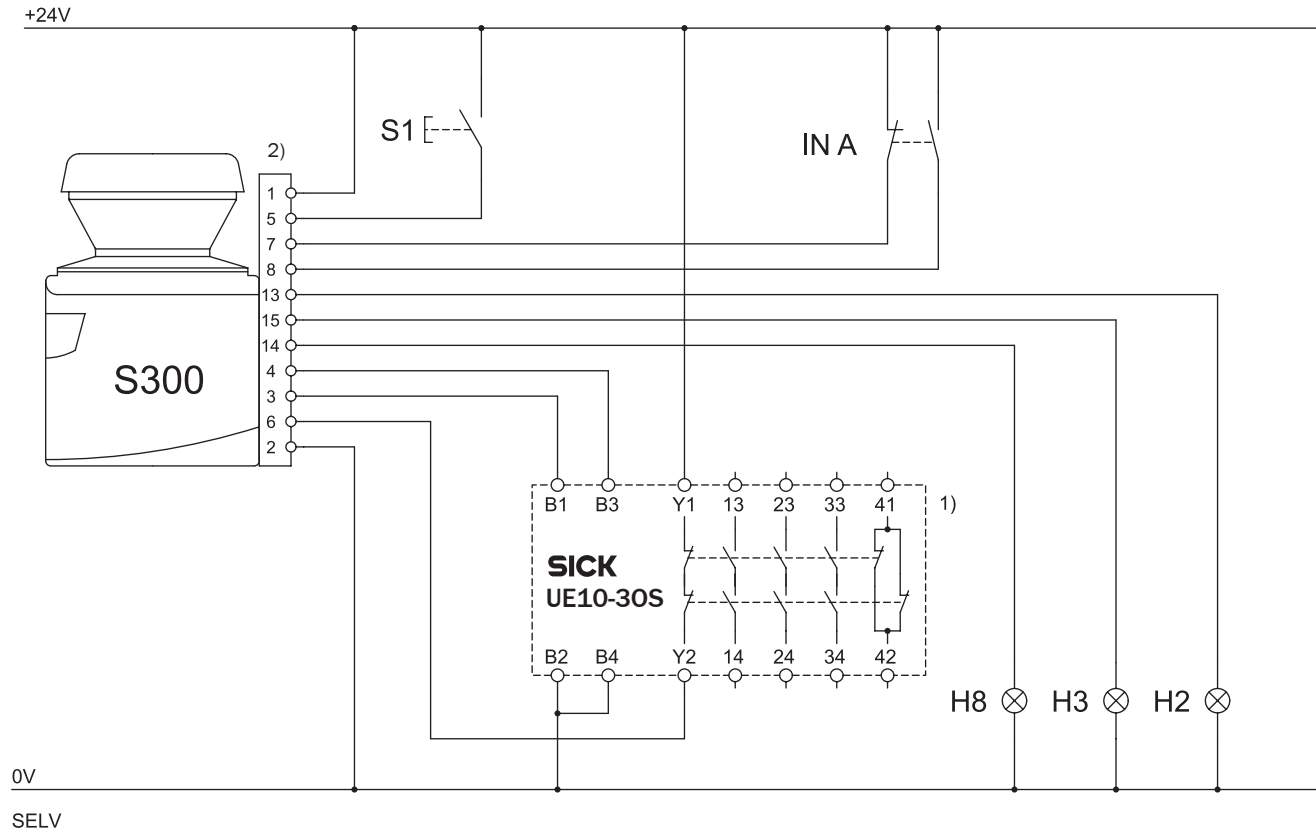 +24V
S1
IN A
2)
1
5
7
8
13
15
14
4
3
6
2
S300
B1 B3 Y1 13 23 33 41 1)
SICK
UE10-3OS
B2 B4 Y2 14 24 34 42
H8 H3 H2
0V
SELV